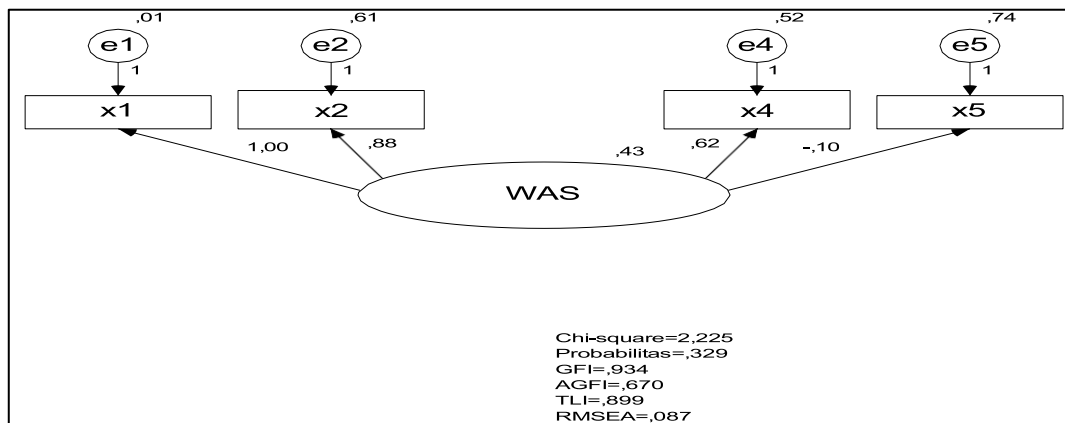 ,01 ,61 ,52 ,74
e1 e2 e4 e5
1 1 1 1
x1 x2 x4 x5
1,00 ,88 ,43 ,62 -,10
WAS
Chi-square=2,225
Probabilitas=,329
GFI=,934
AGFI=,670
TLI=,899
RMSEA=,087